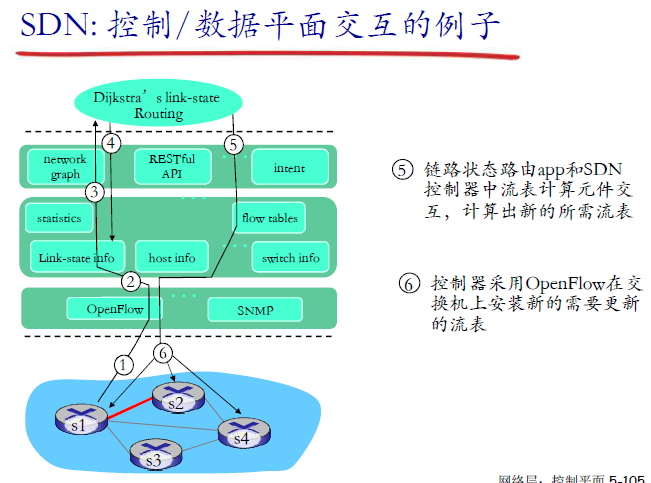 SDN: 控制/数据平面交互的例子
Dijkstra’s link-state
Routing
④
⑤
network
graph
RESTful
API
intent
③
statistics
flow tables
Link-state info
host info
switch info
②
OpenFlow
SNMP
①
⑥
s1
s2
s3
s4
⑤ 链路状态路由app和SDN
控制器中流表计算元件交
互，计算出新的所需流表
⑥ 控制器采用OpenFlow在交
换机上安装新的需要更新
的流表
网络层：控制平面 5-105